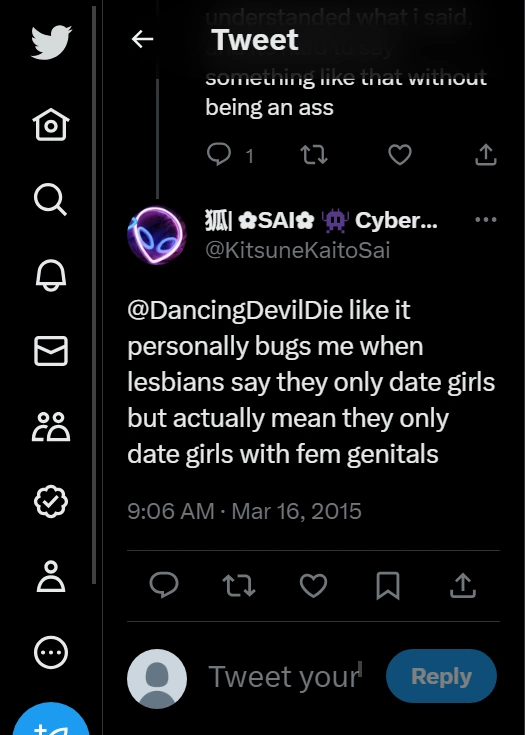 understanded what i said,
to say
Tweet
something like that without
being an ass
1
狐| ✿SAI✿ 👾 Cyber...
@KitsuneKaitoSai
@DancingDevilDie like it
personally bugs me when
lesbians say they only date girls
but actually mean they only
date girls with fem genitals
9:06 AM · Mar 16, 2015
Tweet your
Reply